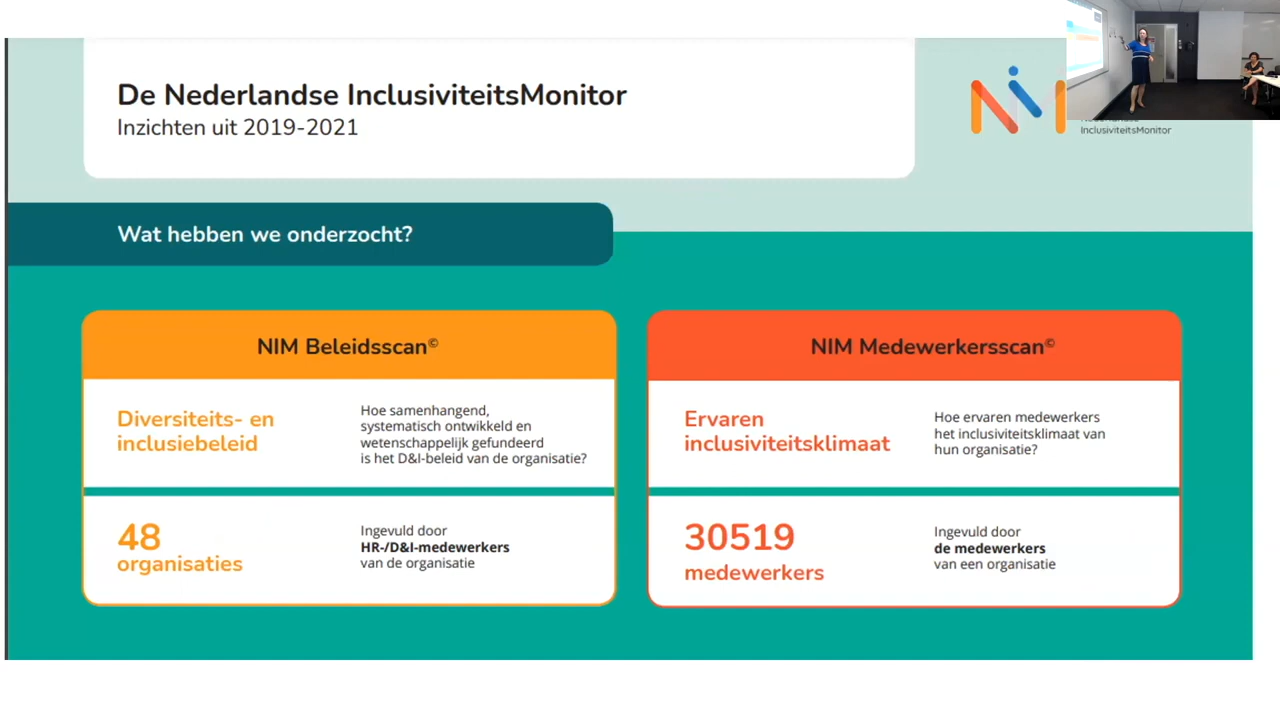 De Nederlandse InclusiviteitsMonitor
Inzichten uit 2019-2021
NIM
InclusiviteitsMonitor
Wat hebben we onderzocht?
NIM Beleidsscan©
Diversiteits- en
inclusiebeleid
Hoe samenhangend,
systematisch ontwikkeld en
wetenschappelijk gefundeerd
is het D&I-beleid van de organisatie?
48
organisaties
Ingevuld door
HR-/D&I-medewerkers
van de organisatie
NIM Medewerkersscan©
Ervaren
inclusiviteitsklimaat
Hoe ervaren medewerkers
het inclusiviteitsklimaat van
hun organisatie?
30519
medewerkers
Ingevuld door
de medewerkers
van een organisatie